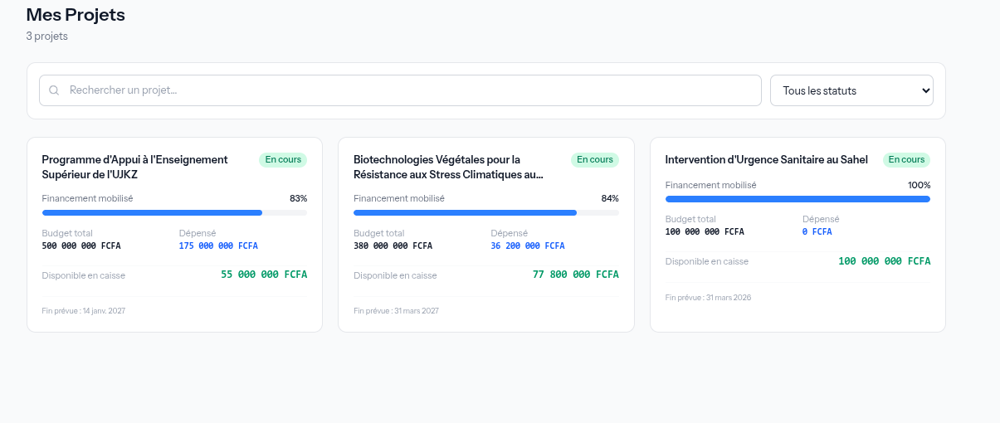 Mes Projets
3 projets
Rechercher un projet...
Tous les statuts
Programme d'Appui à l'Enseignement
Supérieur de l'UJKZ
En cours
Financement mobilisé
83%
Budget total
Dépensé
500 000 000 FCFA
175 000 000 FCFA
Disponible en caisse
55 000 000 FCFA
Fin prévue : 14 janv. 2027
Biotechnologies Végétales pour la
Résistance aux Stress Climatiques au...
En cours
Financement mobilisé
84%
Budget total
Dépensé
380 000 000 FCFA
36 200 000 FCFA
Disponible en caisse
77 800 000 FCFA
Fin prévue : 31 mars 2027
Intervention d'Urgence Sanitaire au Sahel
En cours
Financement mobilisé
100%
Budget total
Dépensé
100 000 000 FCFA
0 FCFA
Disponible en caisse
100 000 000 FCFA
Fin prévue : 31 mars 2026